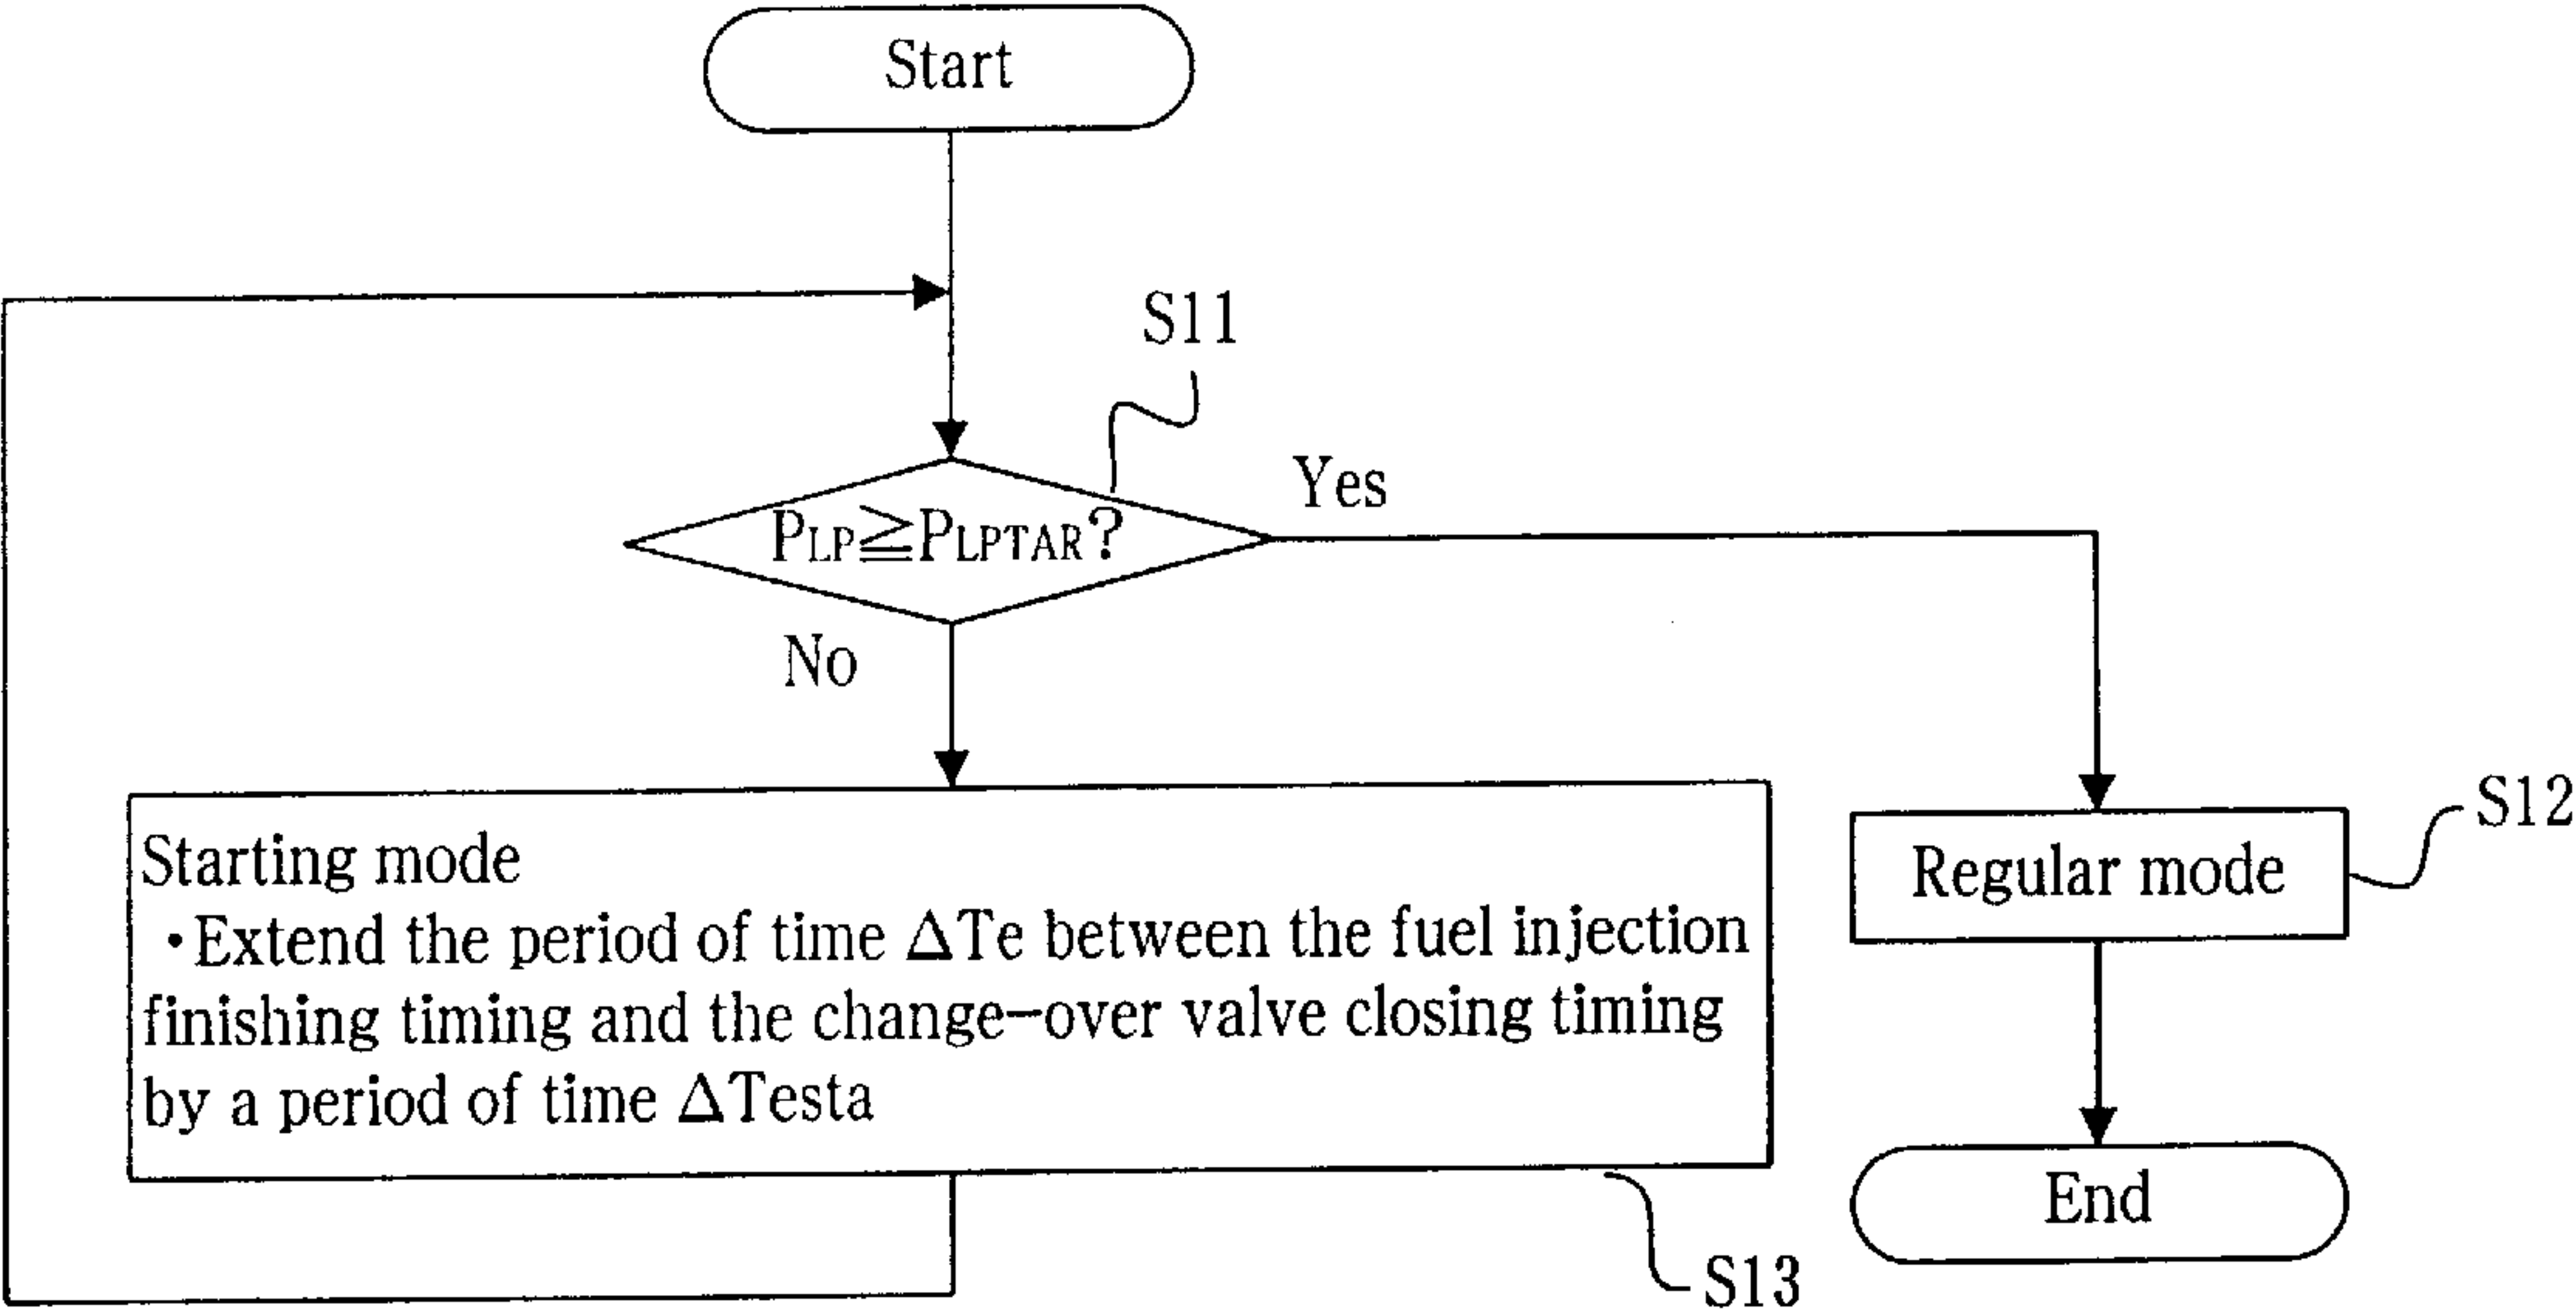 Start
S11
PLP≧PLPTAR?
Yes
No
Starting mode
・Extend the period of time ΔTe between the fuel injection
finishing timing and the change-over valve closing timing
by a period of time ΔTesta
S13
Regular mode
S12
End